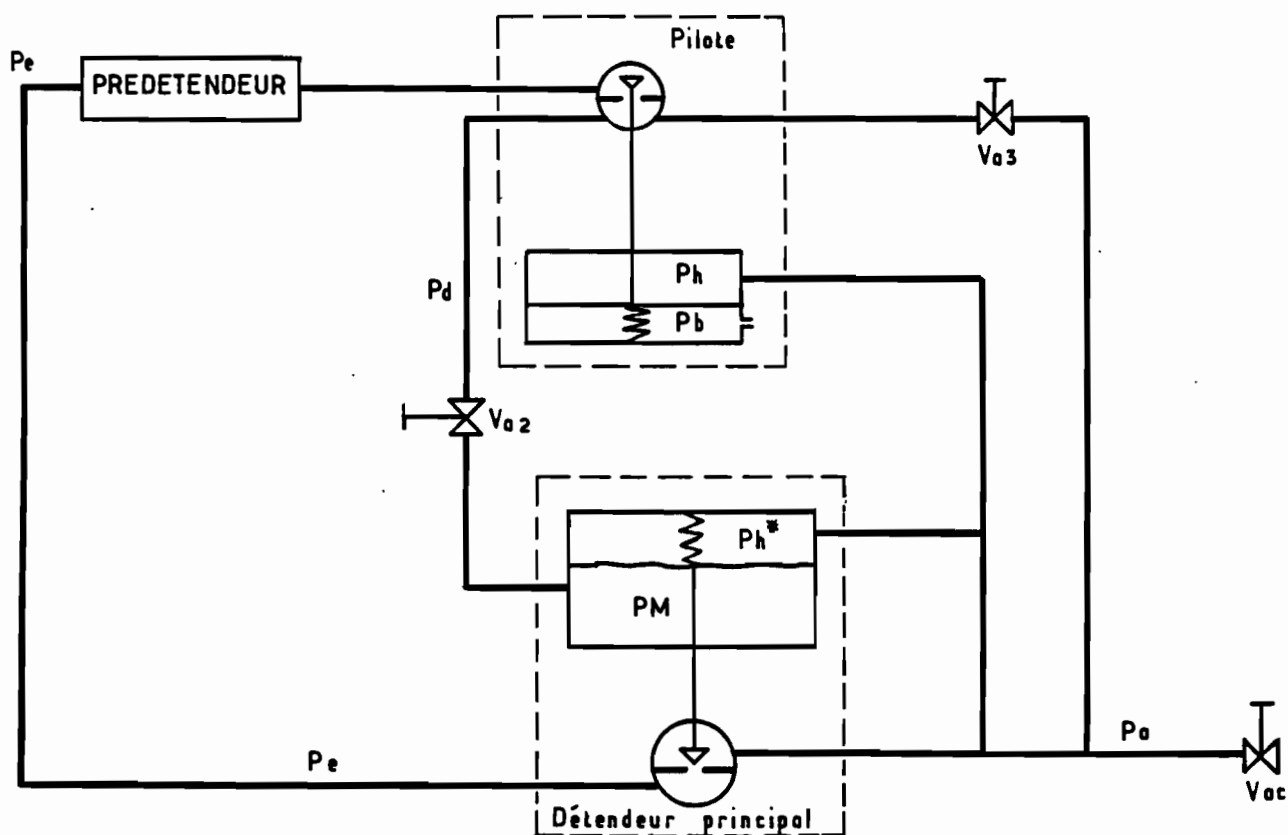 Pilote
Pe
PREDETENDEUR
Va3
Ph
Pd
Pb
Va2
Ph*
PM
Pa
Pe
Vac
Détendeur principal